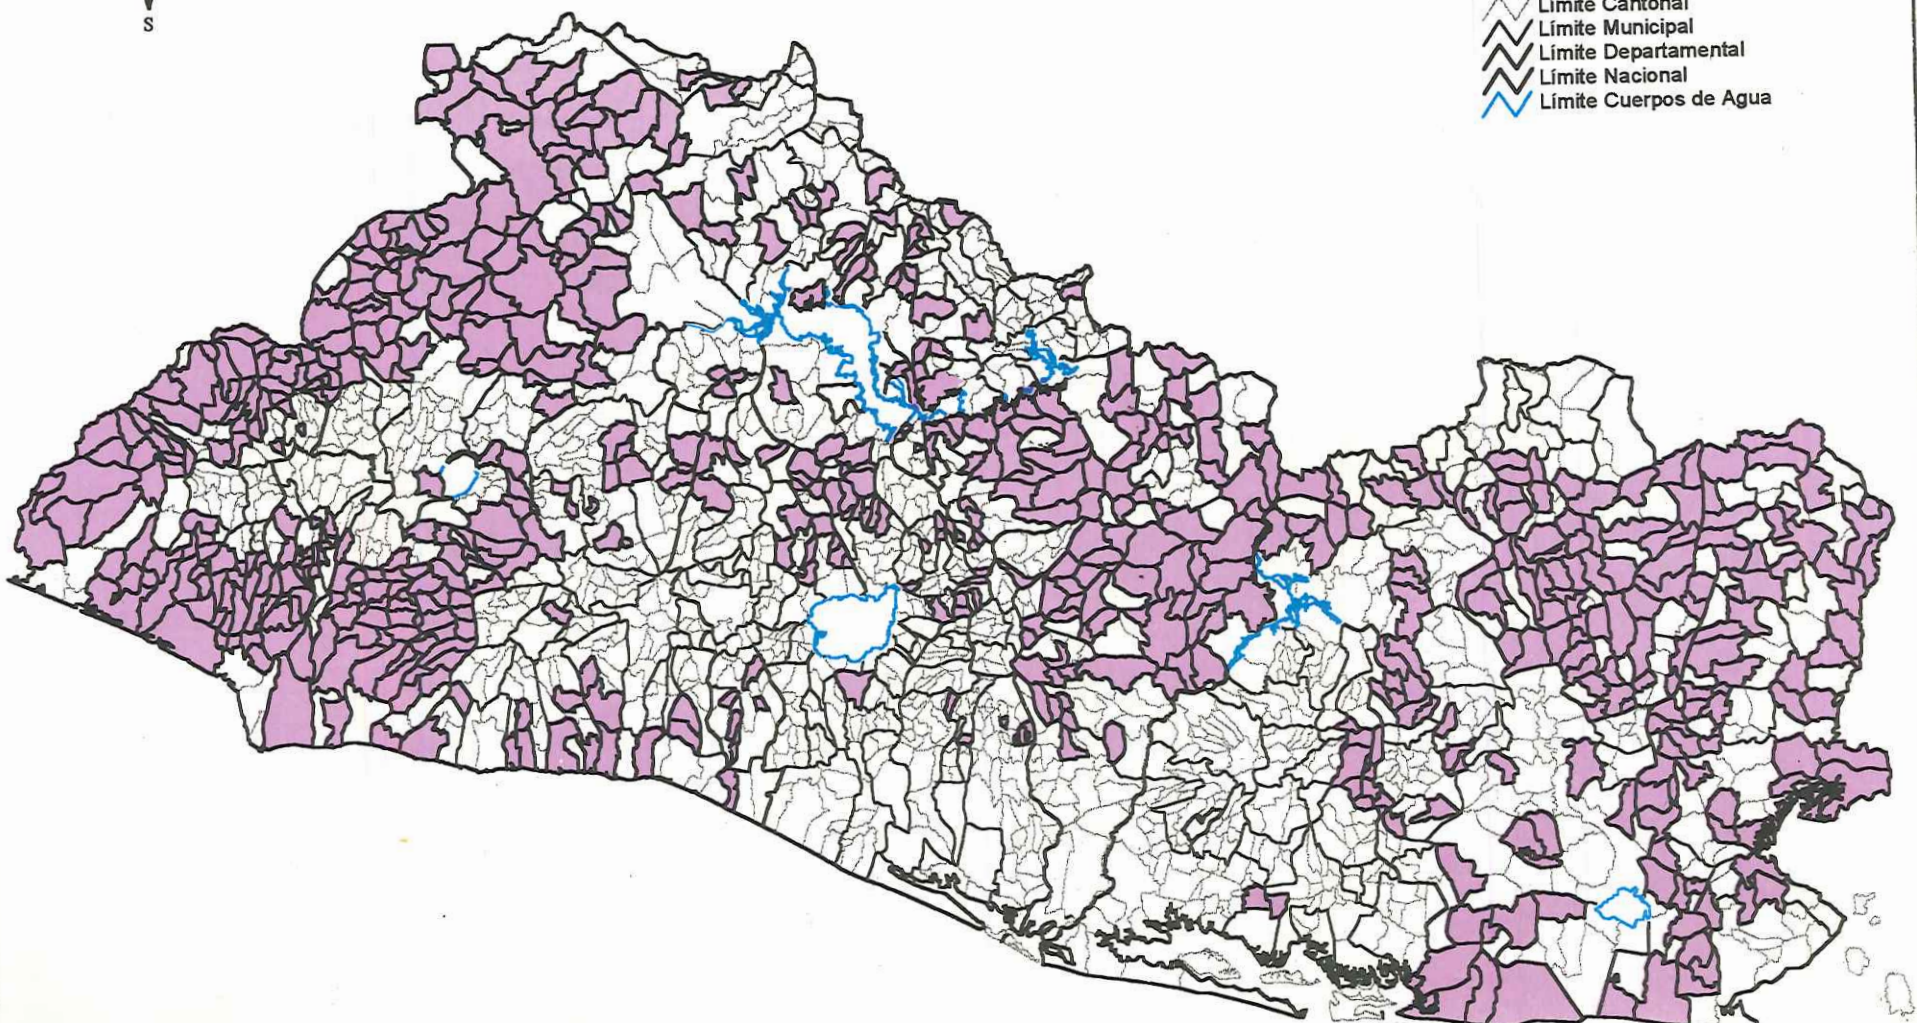 S
Límite Cantonal
Límite Municipal
Límite Departamental
Límite Nacional
Límite Cuerpos de Agua